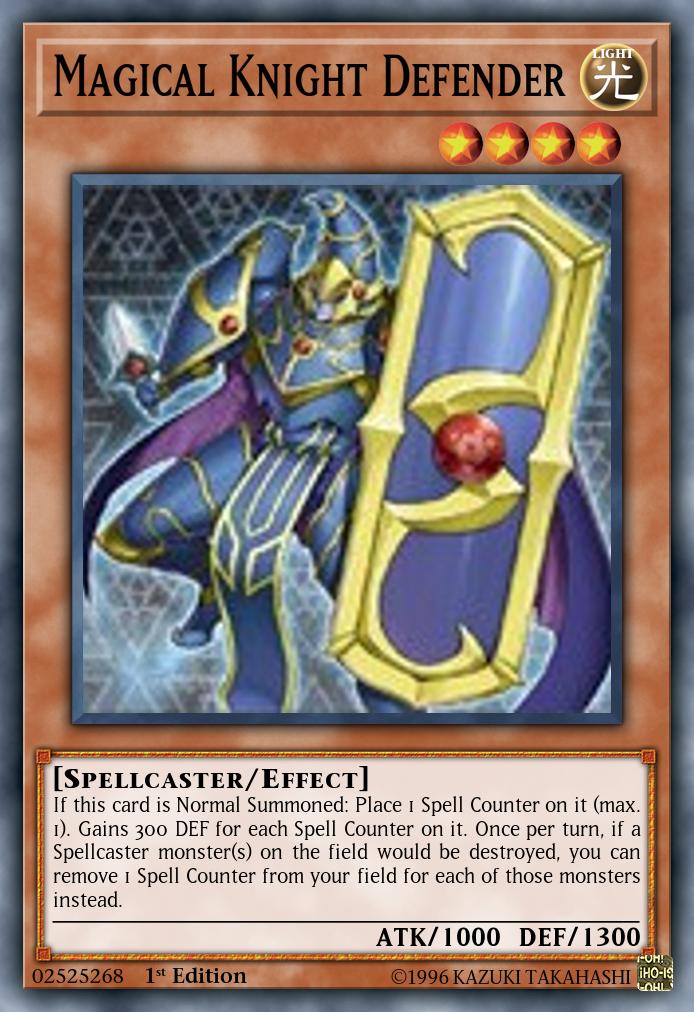 Magical Knight Defender
LIGHT
光
[Spellcaster/Effect]
If this card is Normal Summoned: Place 1 Spell Counter on it (max.
1). Gains 300 DEF for each Spell Counter on it. Once per turn, if a
Spellcaster monster(s) on the field would be destroyed, you can
remove 1 Spell Counter from your field for each of those monsters
instead.
ATK/1000 DEF/1300
02525268 1st Edition ©1996 KAZUKI TAKAHASHI